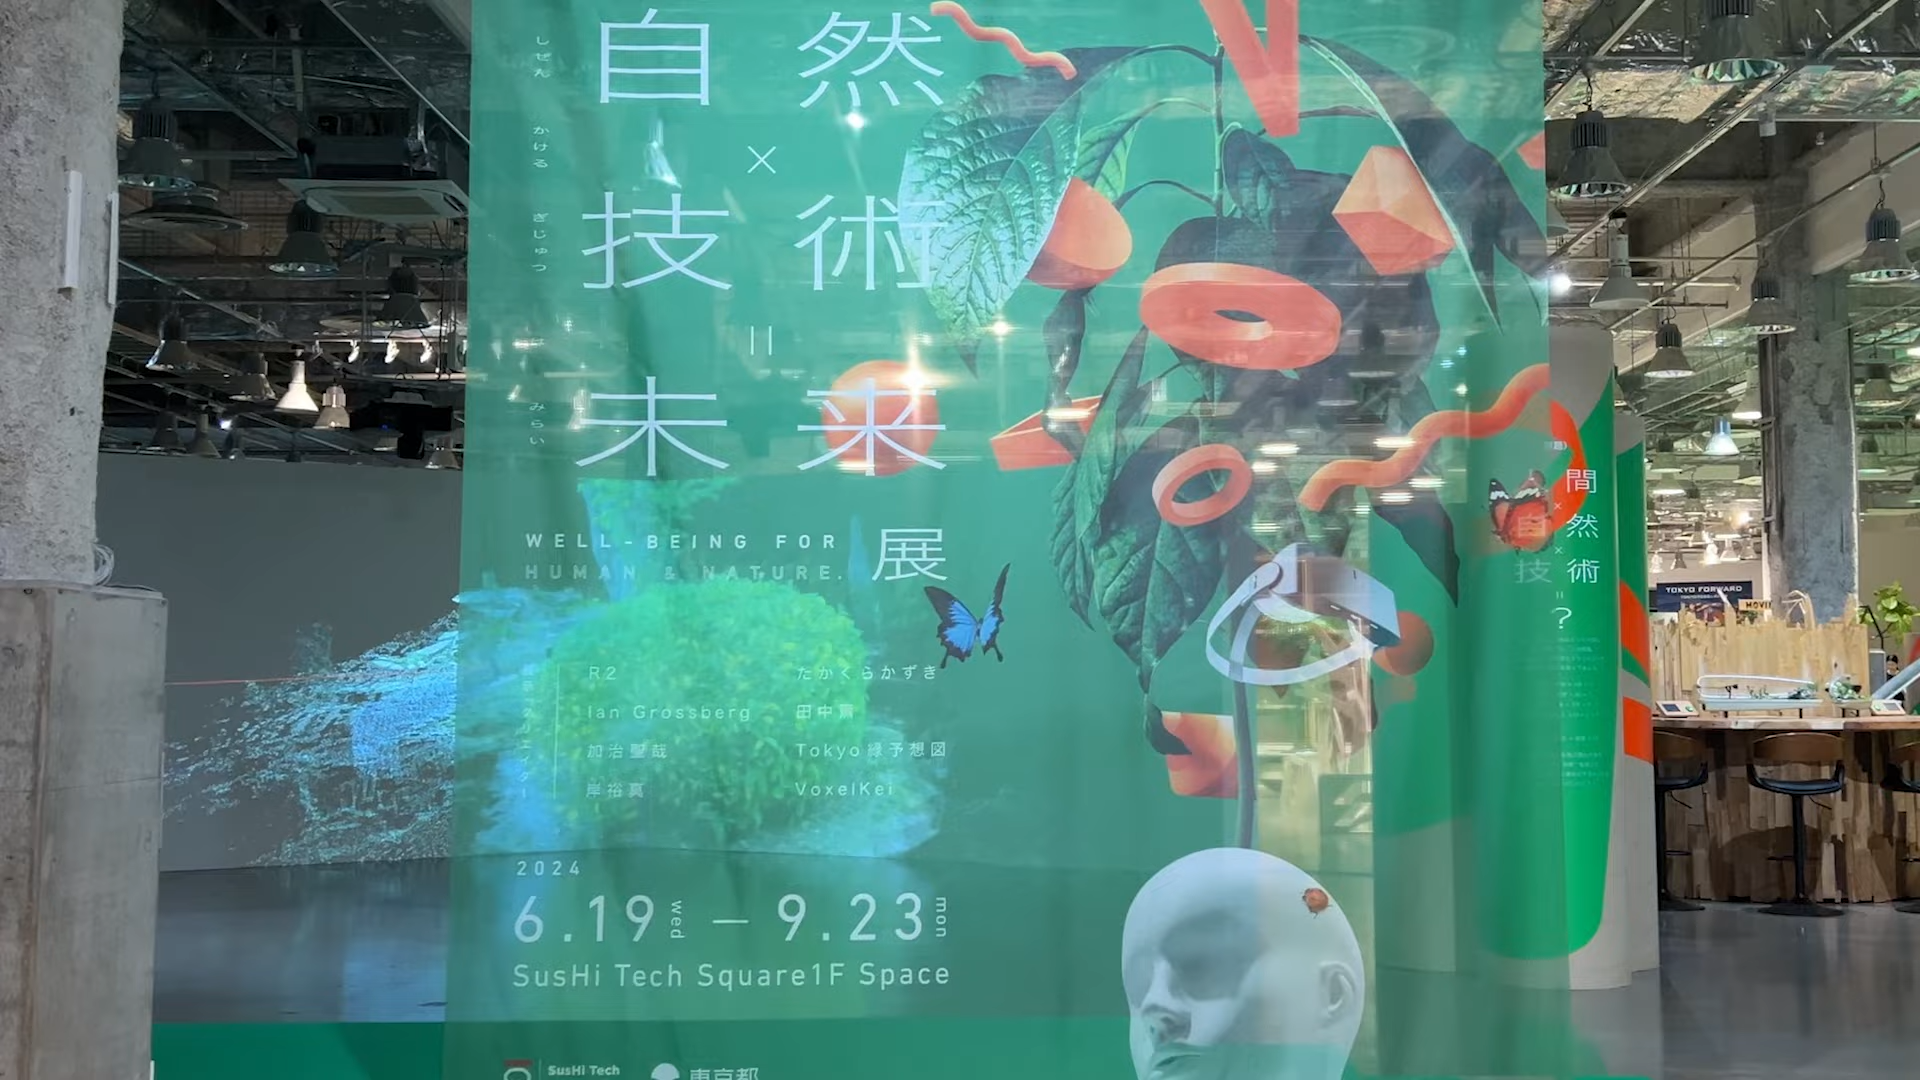 自然
しぜん
×
かける
技術
ぎじゅつ
=
未来
みらい
WELL-BEING FOR
HUMAN & NATURE.
展
R2
Ian Grossberg
加治聖哉
岸裕真
たかくらかずき
田中
Tokyo緑予想図
VoxelKei
2024
6.19 wed — 9.23 mon
SusHi Tech Square1F Space
SusHi Tech
東京都
間
×
自然
×
技術
=
?
TOKYO FORWARD